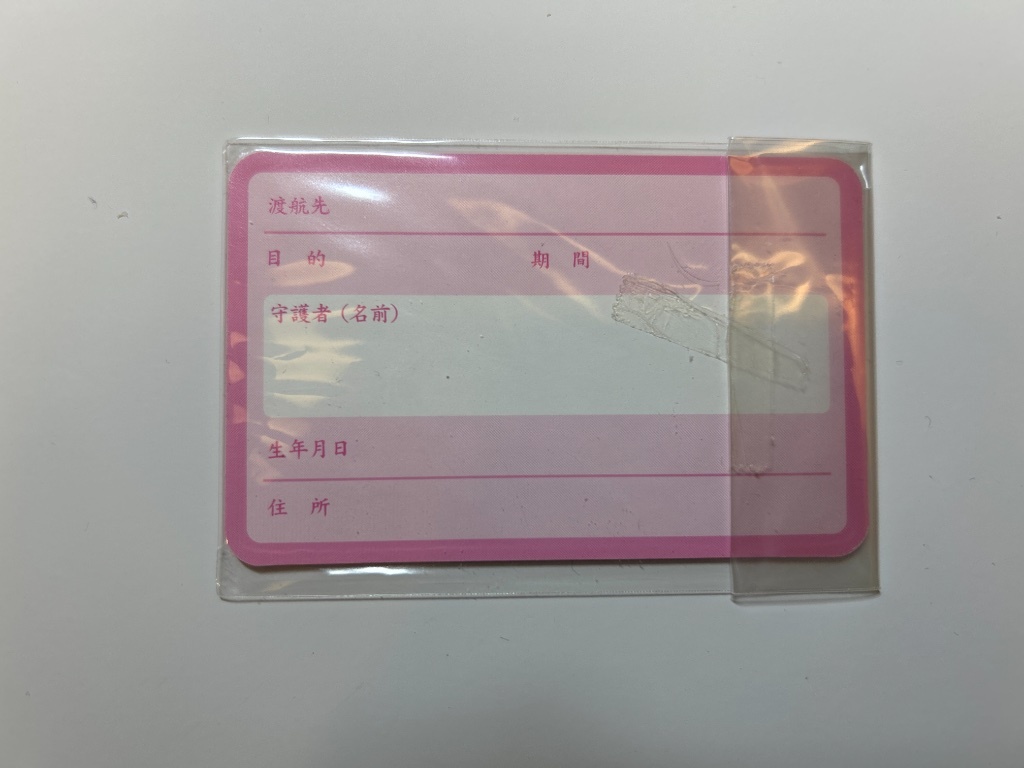 渡航先
目 的 期 間
守護者（名前）
生年月日
住 所